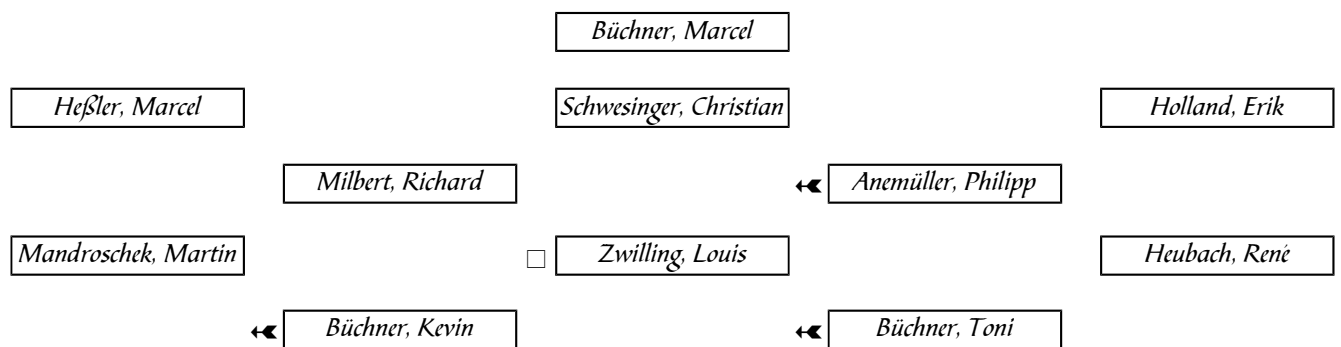 Büchner, Marcel
Heßler, Marcel
Schwesinger, Christian
Holland, Erik
Milbert, Richard
Anemüller, Philipp
Mandroschek, Martin
Zwilling, Louis
Heubach, René
Büchner, Kevin
Büchner, Toni